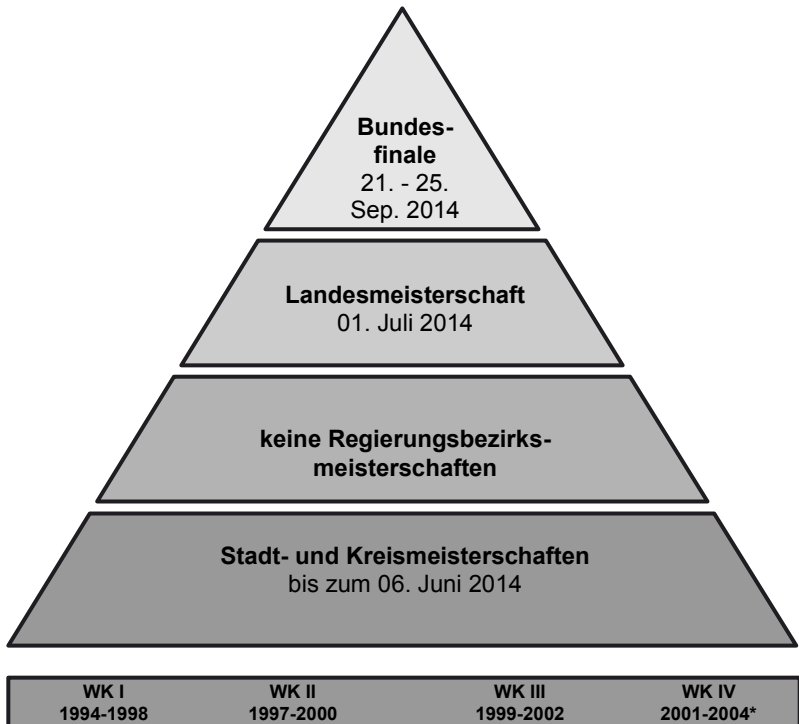 Bundes-
finale
21. - 25.
Sep. 2014
Landesmeisterschaft
01. Juli 2014
keine Regierungsbezirks-
meisterschaften
Stadt- und Kreismeisterschaften
bis zum 06. Juni 2014
WK I WK II WK III WK IV
1994-1998 1997-2000 1999-2002 2001-2004*